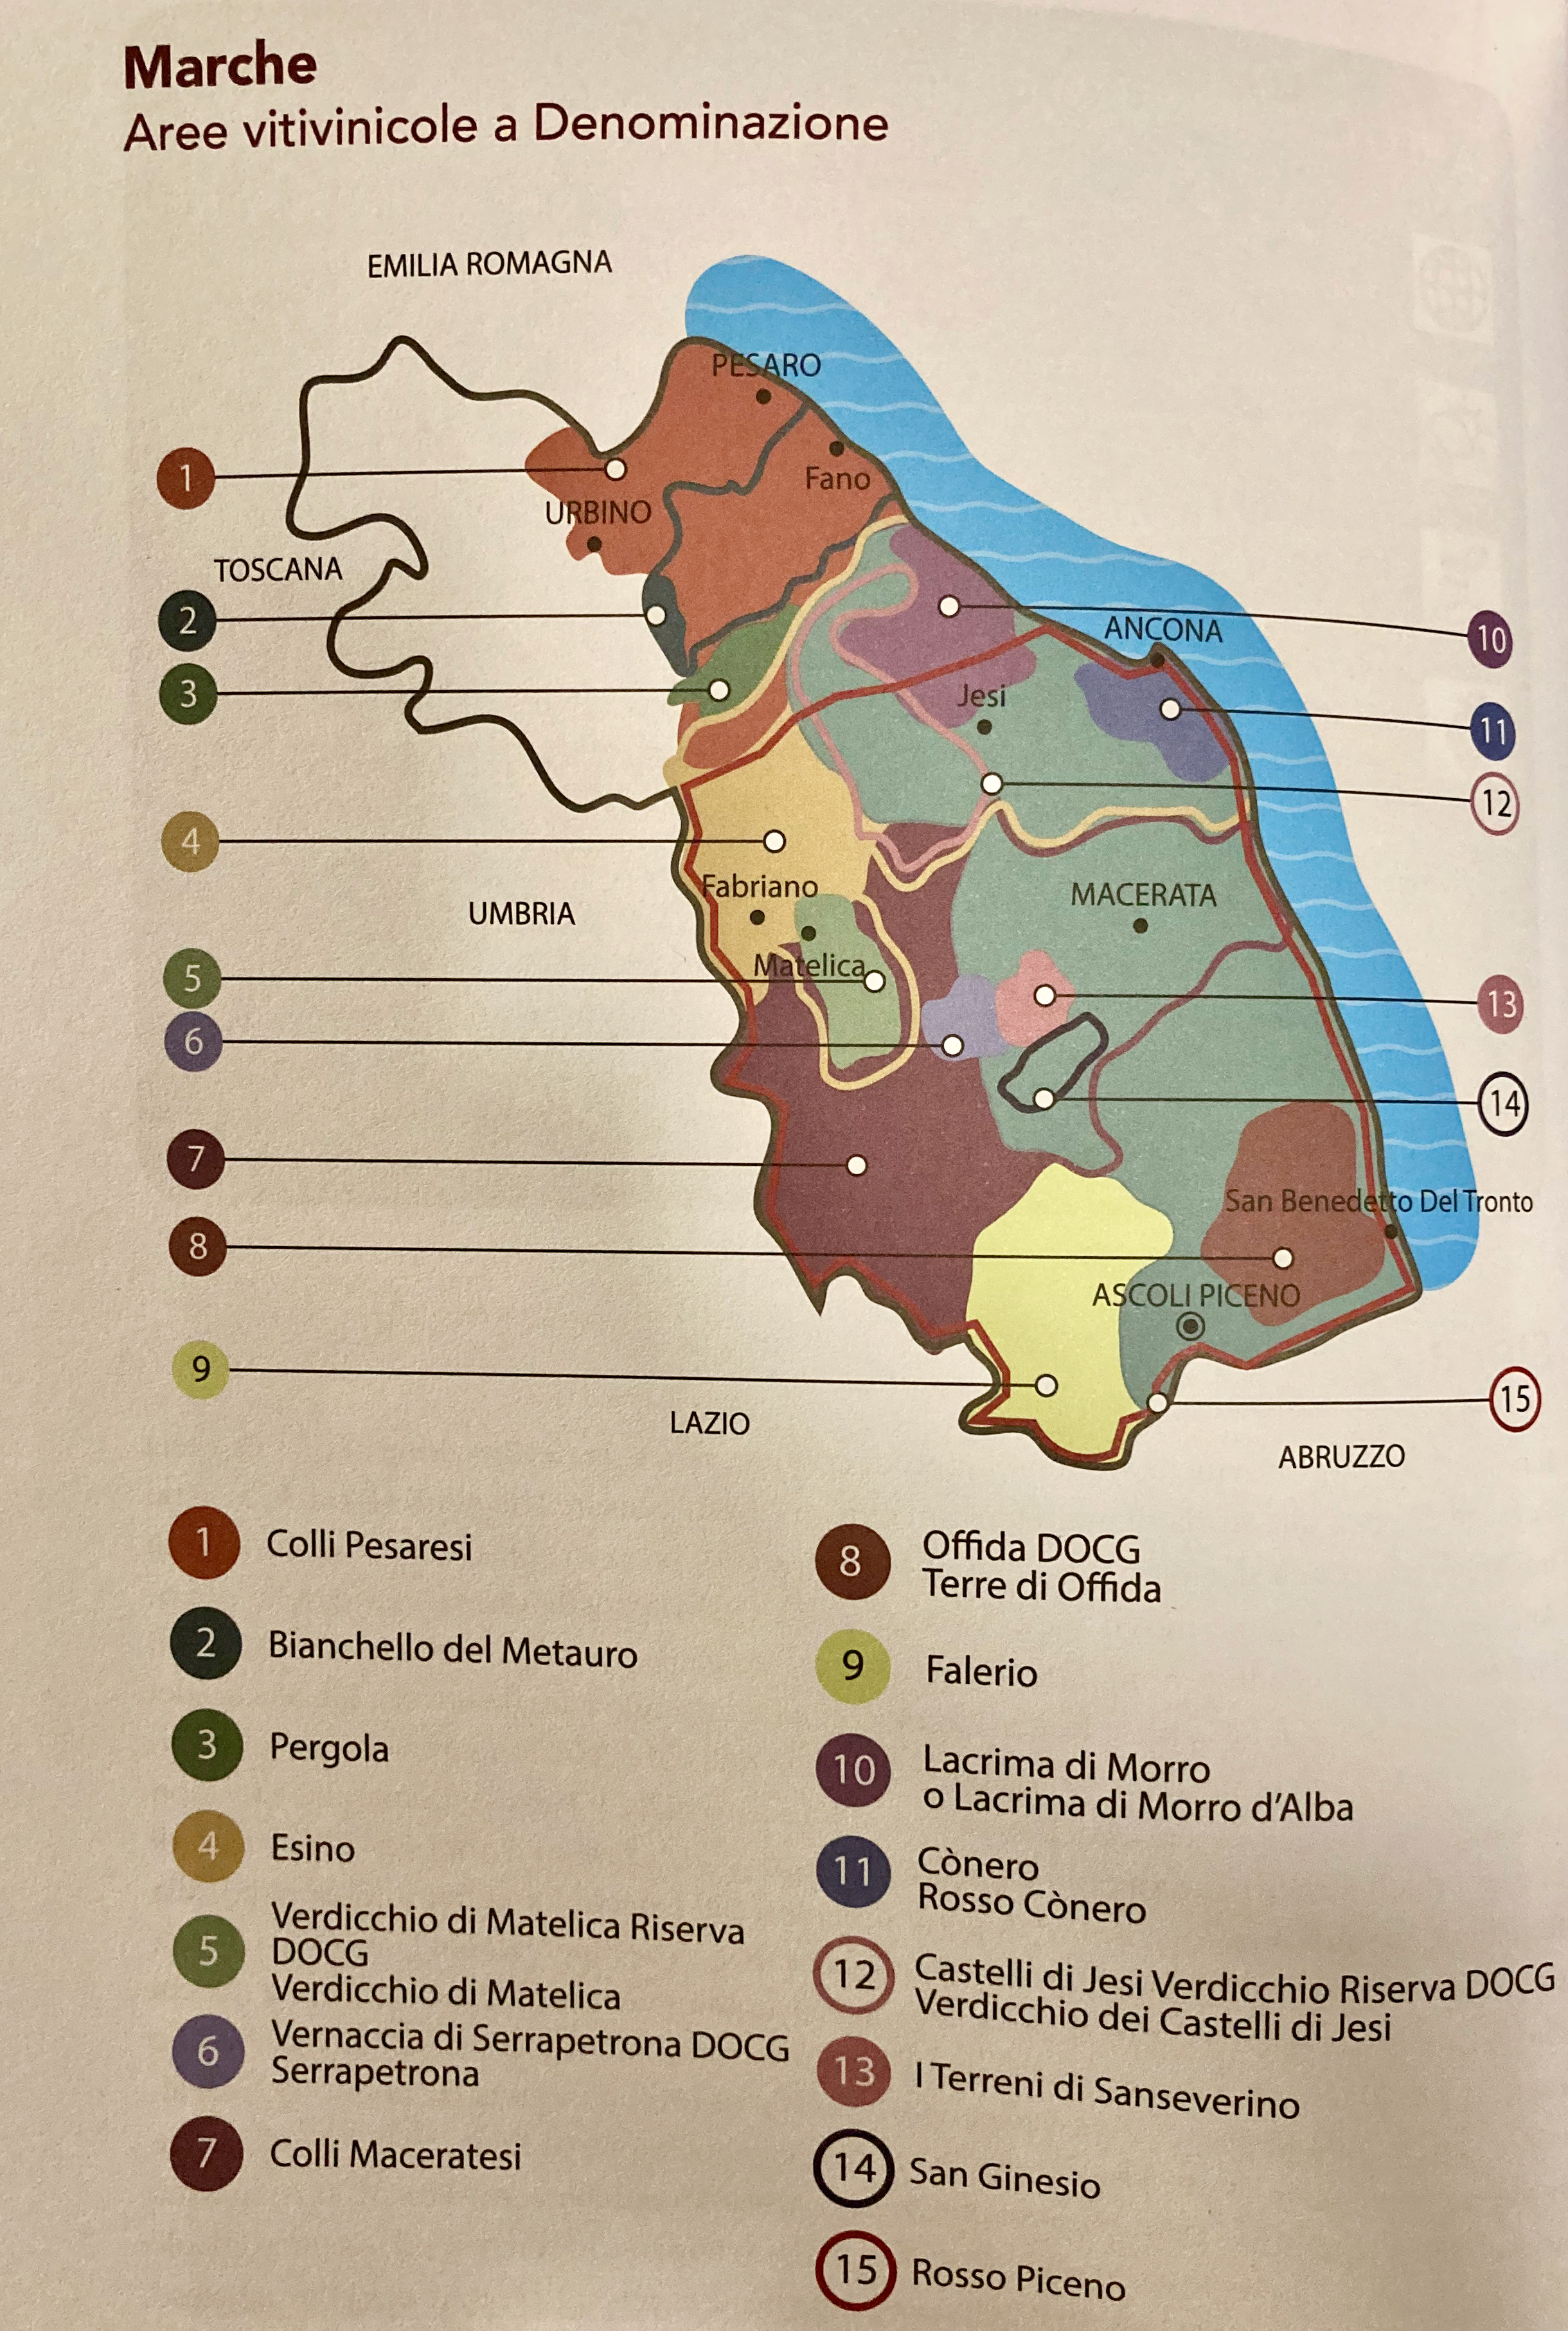 Marche
Aree vitivinicole a Denominazione
EMILIA ROMAGNA
PESARO
1
Fano
URBINO
TOSCANA
2
10
ANCONA
3
Jesi
11
12
4
Fabriano
MACERATA
UMBRIA
Matelica
5
13
6
14
7
San Benedetto Del Tronto
8
ASCOLI PICENO
9
15
LAZIO
ABRUZZO
1 Colli Pesaresi
2 Bianchello del Metauro
3 Pergola
4 Esino
5 Verdicchio di Matelica Riserva
DOCG
Verdicchio di Matelica
6 Vernaccia di Serrapetrona DOCG
Serrapetrona
7 Colli Maceratesi
8 Offida DOCG
Terre di Offida
9 Falerio
10 Lacrima di Morro
o Lacrima di Morro d'Alba
11 Cònero
Rosso Cònero
12 Castelli di Jesi Verdicchio Riserva DOCG
Verdicchio dei Castelli di Jesi
13 I Terreni di Sanseverino
14 San Ginesio
15 Rosso Piceno